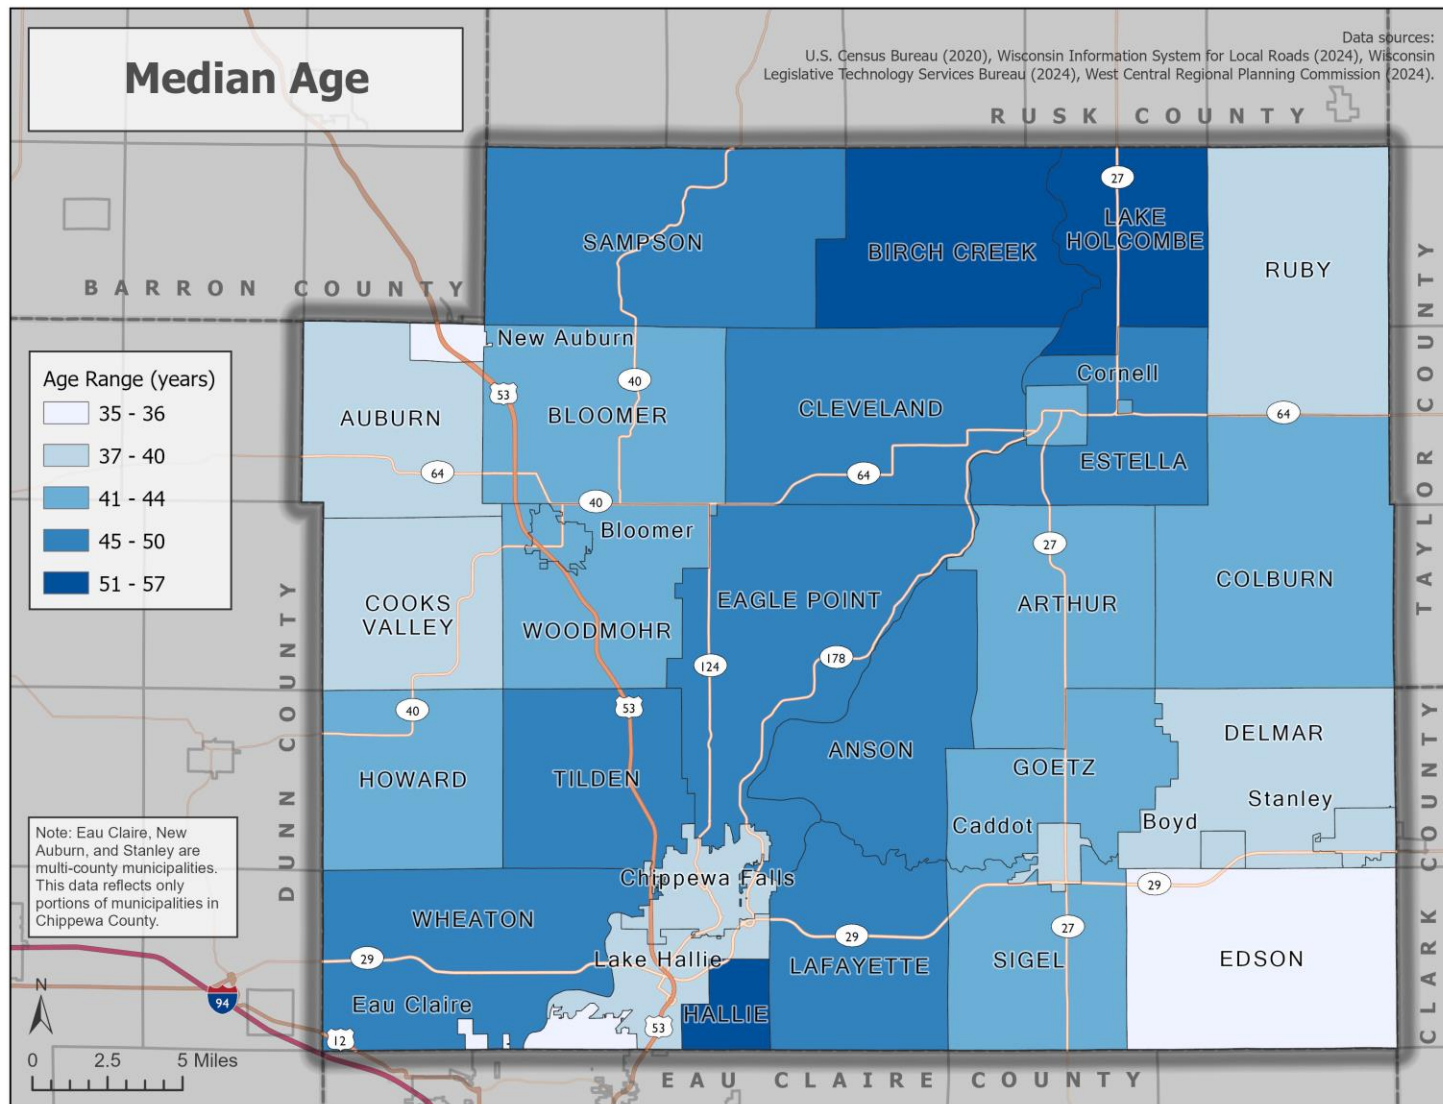 Median Age
Data sources:
U.S. Census Bureau (2020), Wisconsin Information System for Local Roads (2024), Wisconsin
Legislative Technology Services Bureau (2024), West Central Regional Planning Commission (2024).
RUSK COUNTY
27
LAKE
HOLCOMBE
SAMPSON
BIRCH CREEK
RUBY
BARRON COUNTY
TAYLOR COUNTY
New Auburn
Age Range (years)
35 - 36
37 - 40
41 - 44
45 - 50
51 - 57
40
53
Cornell
AUBURN
BLOOMER
CLEVELAND
64
64
64
ESTELLA
40
Bloomer
27
COLBURN
EAGLE POINT
COOKS
VALLEY
ARTHUR
WOODMOHR
124
178
DUNN COUNTY
40
53
DELMAR
ANSON
GOETZ
HOWARD
TILDEN
Stanley
Caddot
Boyd
CLARK COUNTY
Note: Eau Claire, New
Auburn, and Stanley are
multi-county municipalities.
This data reflects only
portions of municipalities in
Chippewa County.
Chippewa Falls
29
WHEATON
27
29
29
Lake Hallie
LAFAYETTE
SIGEL
EDSON
94
N
Eau Claire
HALLIE
53
12
0 2.5 5 Miles
EAU CLAIRE COUNTY